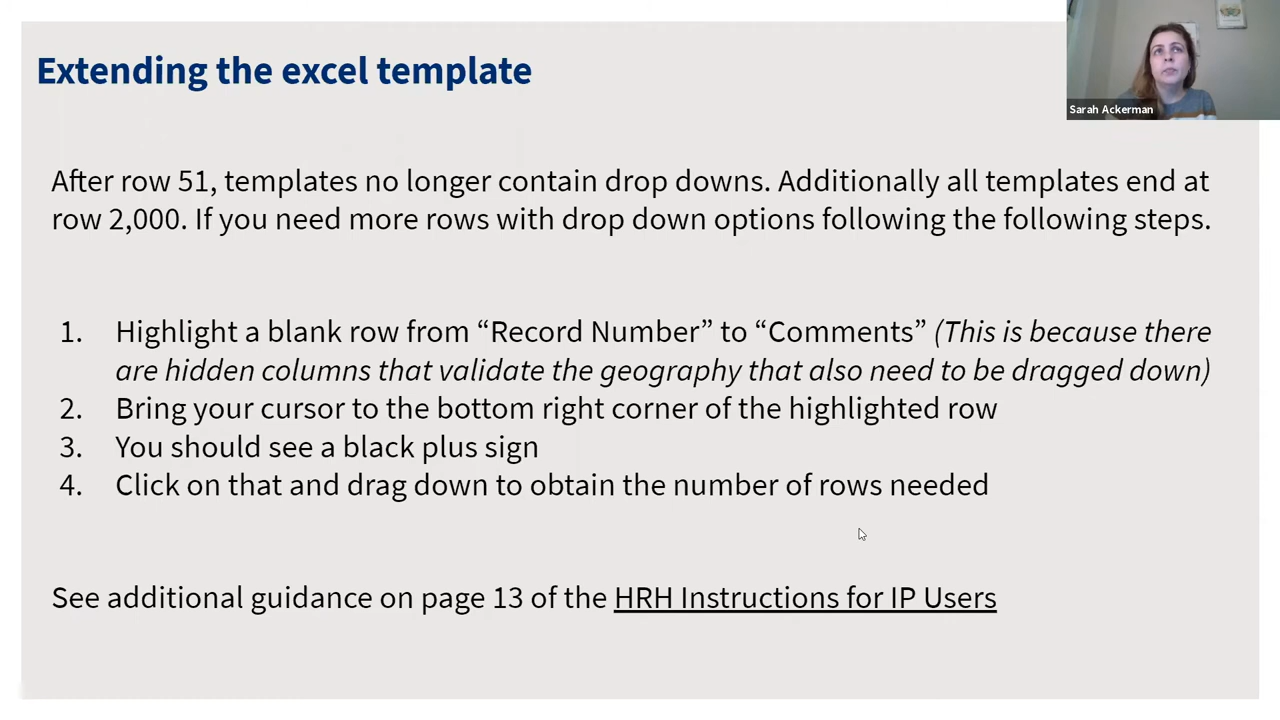 Extending the excel template
Sarah Ackerman
After row 51, templates no longer contain drop downs. Additionally all templates end at
row 2,000. If you need more rows with drop down options following the following steps.
1. Highlight a blank row from “Record Number” to “Comments” (This is because there
are hidden columns that validate the geography that also need to be dragged down)
2. Bring your cursor to the bottom right corner of the highlighted row
3. You should see a black plus sign
4. Click on that and drag down to obtain the number of rows needed
See additional guidance on page 13 of the HRH Instructions for IP Users